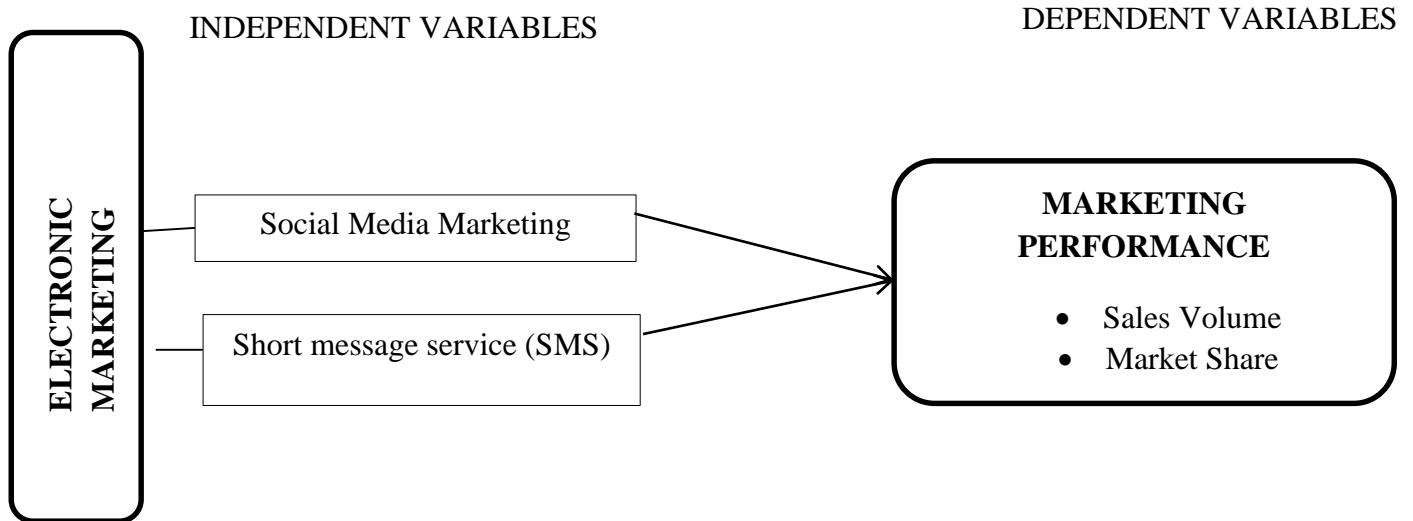 INDEPENDENT VARIABLES
DEPENDENT VARIABLES
ELECTRONIC
MARKETING
Social Media Marketing
Short message service (SMS)
MARKETING
PERFORMANCE
• Sales Volume
• Market Share